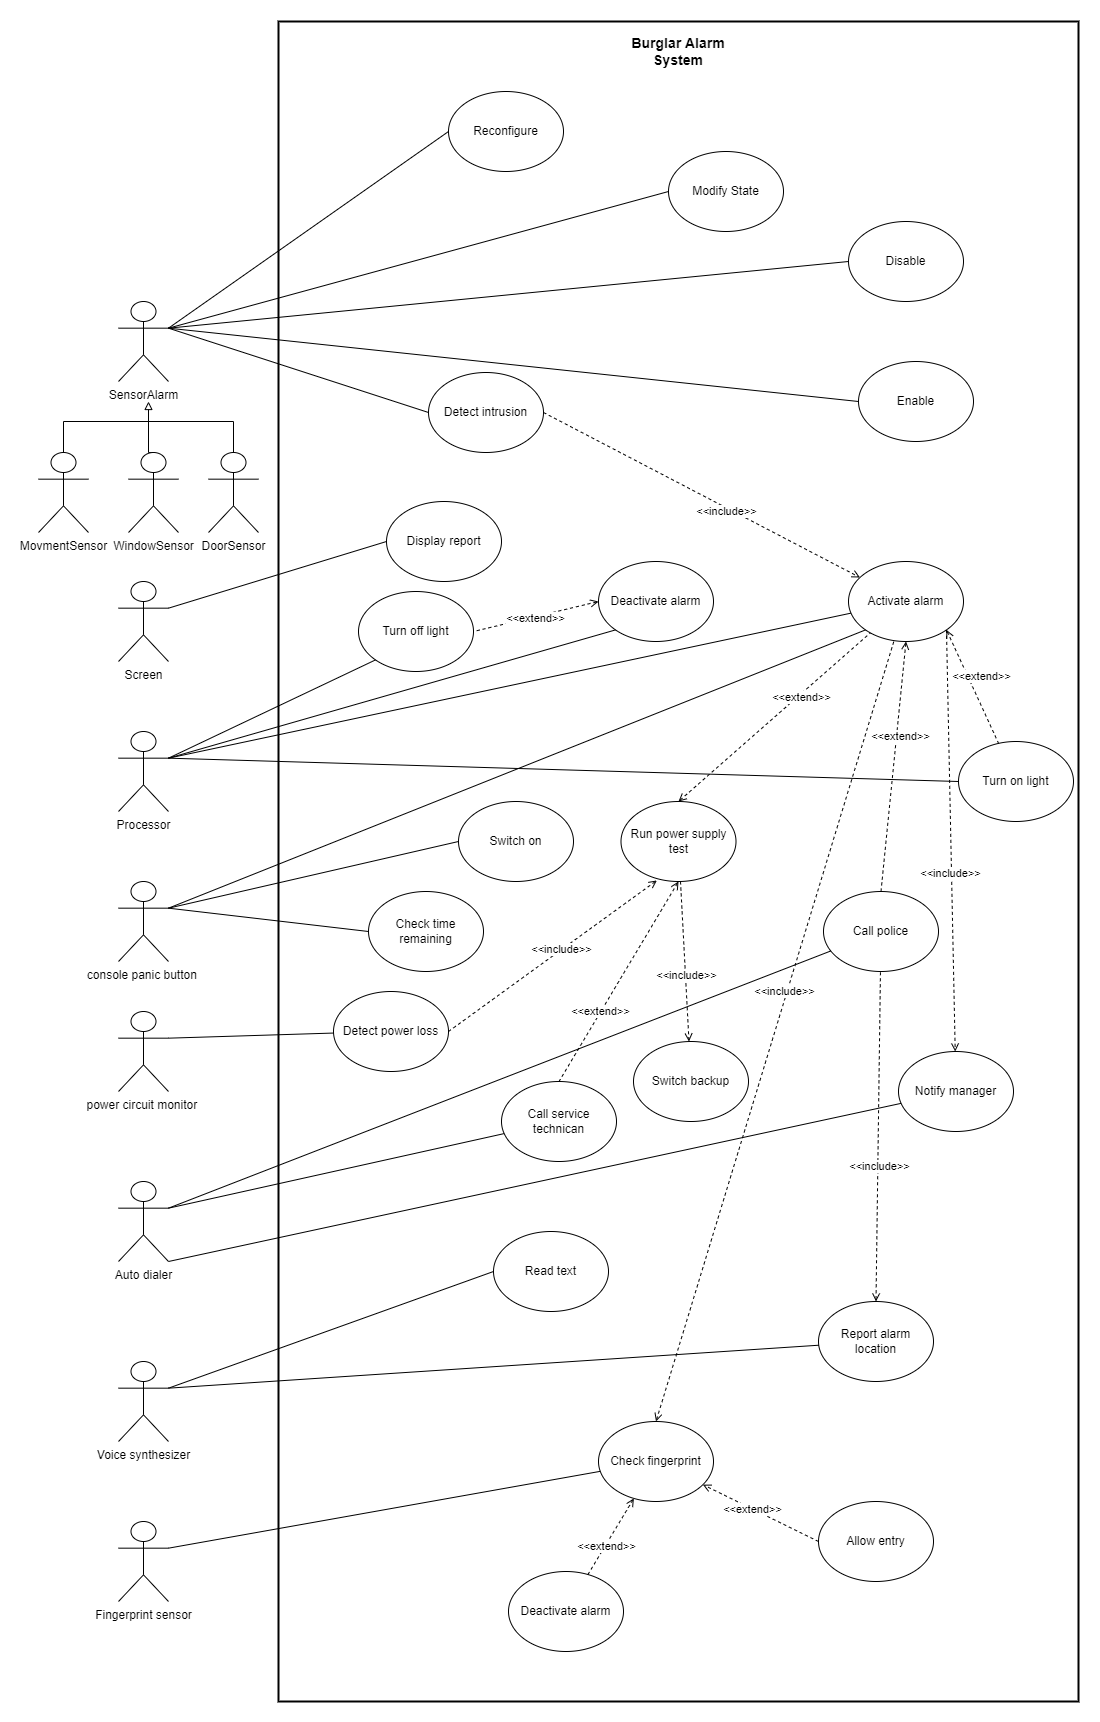 Burglar Alarm
System
Reconfigure
Modify State
Disable
SensorAlarm
Enable
Detect intrusion
<<include>>
MovmentSensor
WindowSensor
DoorSensor
Display report
Deactivate alarm
Activate alarm
<<extend>>
Turn off light
Screen
<<extend>>
<<extend>>
<<extend>>
Turn on light
Processor
Switch on
Run power supply
test
<<include>>
Check time
remaining
Call police
<<include>>
console panic button
<<include>>
<<include>>
<<extend>>
Detect power loss
Switch backup
Notify manager
power circuit monitor
Call service
technican
<<include>>
Auto dialer
Read text
Report alarm
location
Voice synthesizer
Check fingerprint
<<extend>>
Allow entry
<<extend>>
Deactivate alarm
Fingerprint sensor